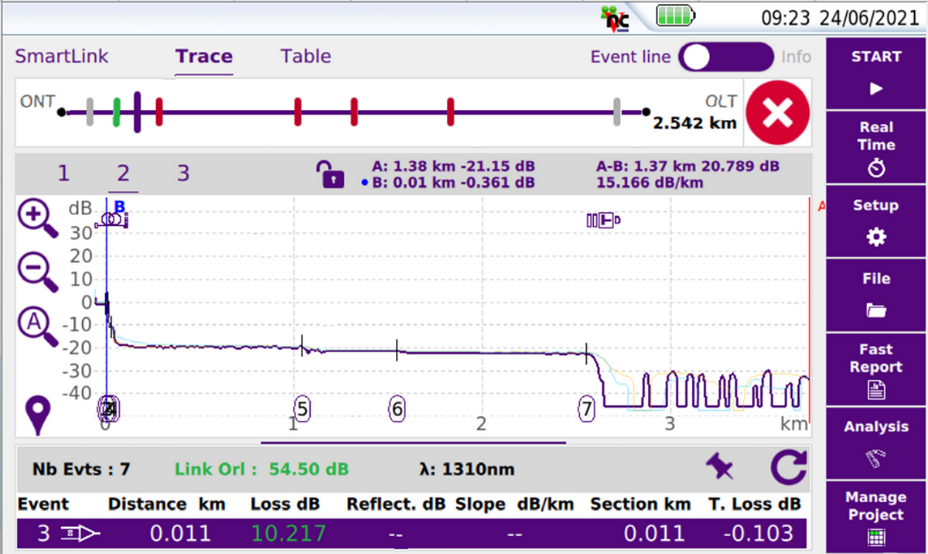 DC 09:23 24/06/2021
SmartLink Trace Table Event line Info
START
ONT OLT
2.542 km
Real
Time
1 2 3
A: 1.38 km -21.15 dB A-B: 1.37 km 20.789 dB
B: 0.01 km -0.361 dB 15.166 dB/km
Setup
dB B A
30
20
10
0
-10
-20
-30
-40
A
File
Fast
Report
5 6 7
0 1 2 3 km
Analysis
Nb Evts : 7 Link Orl : 54.50 dB λ: 1310nm
Event Distance km Loss dB Reflect. dB Slope dB/km Section km T. Loss dB
3 8 0.011 10.217 -- -- 0.011 -0.103
Manage
Project